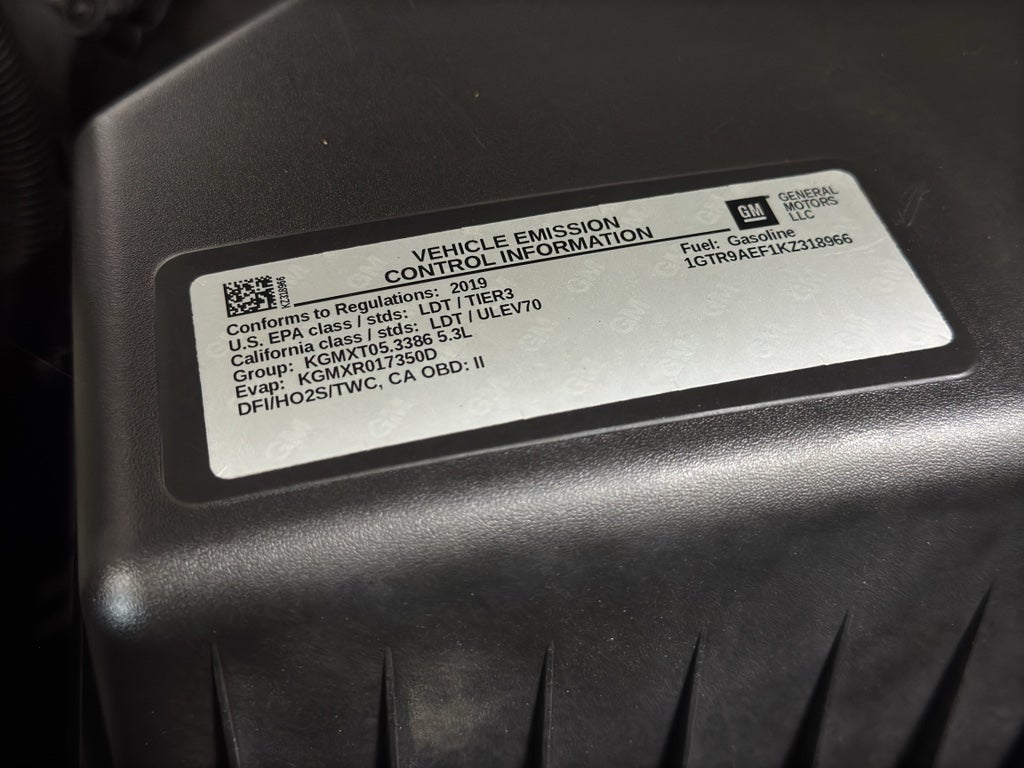 GM
GENERAL
MOTORS
LLC
VEHICLE EMISSION
CONTROL INFORMATION
Fuel: Gasoline
1GTR9AEF1KZ318966
KZ318966
Conforms to Regulations: 2019
U.S. EPA class / stds: LDT / TIER3
California class / stds: LDT / ULEV70
Group: KGMXT05.3386 5.3L
Evap: KGMXR017350D
DFI/HO2S/TWC, CA OBD: II